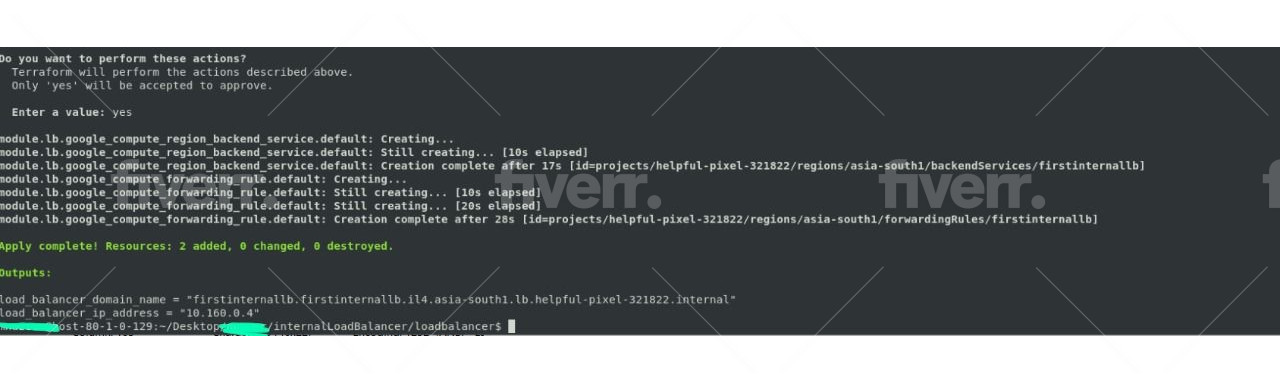 Do you want to perform these actions?
Terraform will perform the actions described above.
Only 'yes' will be accepted to approve.
Enter a value: yes
module.lb.google_compute_region_backend_service.default: Creating...
module.lb.google_compute_region_backend_service.default: Still creating... [10s elapsed]
module.lb.google_compute_region_backend_service.default: Creation complete after 17s [id=projects/helpful-pixel-321822/regions/asia-south1/backendServices/firstinternallb]
module.lb.google_compute_forwarding_rule.default: Creating...
module.lb.google_compute_forwarding_rule.default: Still creating... [10s elapsed]
module.lb.google_compute_forwarding_rule.default: Still creating... [20s elapsed]
module.lb.google_compute_forwarding_rule.default: Creation complete after 28s [id=projects/helpful-pixel-321822/regions/asia-south1/forwardingRules/firstinternallb]
fiverr.
fiverr.
fiverr.
Apply complete! Resources: 2 added, 0 changed, 0 destroyed.
Outputs:
load_balancer_domain_name = "firstinternallb.firstinternallb.il4.asia-south1.lb.helpful-pixel-321822.internal"
load_balancer_ip_address = "10.160.0.4"
host-80-1-0-129:~/Desktop/ /internalLoadBalancer/loadbalancer$